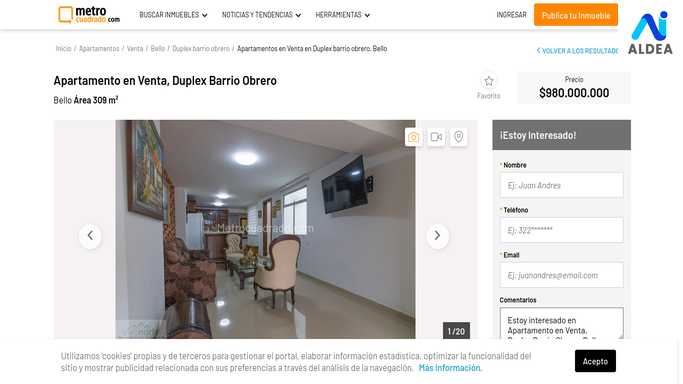 metro
cuadrado.com
BUSCAR INMUEBLES
NOTICIAS Y TENDENCIAS
HERRAMIENTAS
INGRESAR
Publica tu Inmueble
ALDEA
Inicio / Apartamentos / Venta / Bello / Duplex barrio obrero / Apartamentos en Venta en Duplex barrio obrero, Bello
VOLVER A LOS RESULTAD
Apartamento en Venta, Duplex Barrio Obrero
Bello Área 309 m²
Favorito
Precio
$980.000.000
¡Estoy Interesado!
* Nombre
Ej: Juan Andres
* Teléfono
Ej: 322*******
* Email
Ej: juanandres@email.com
Comentarios
Estoy interesado en
Apartamento en Venta,
Metrocuadrado.com
1 / 20
Utilizamos 'cookies' propias y de terceros para gestionar el portal, elaborar información estadística, optimizar la funcionalidad del
sitio y mostrar publicidad relacionada con sus preferencias a través del análisis de la navegación. Más Información.
Acepto